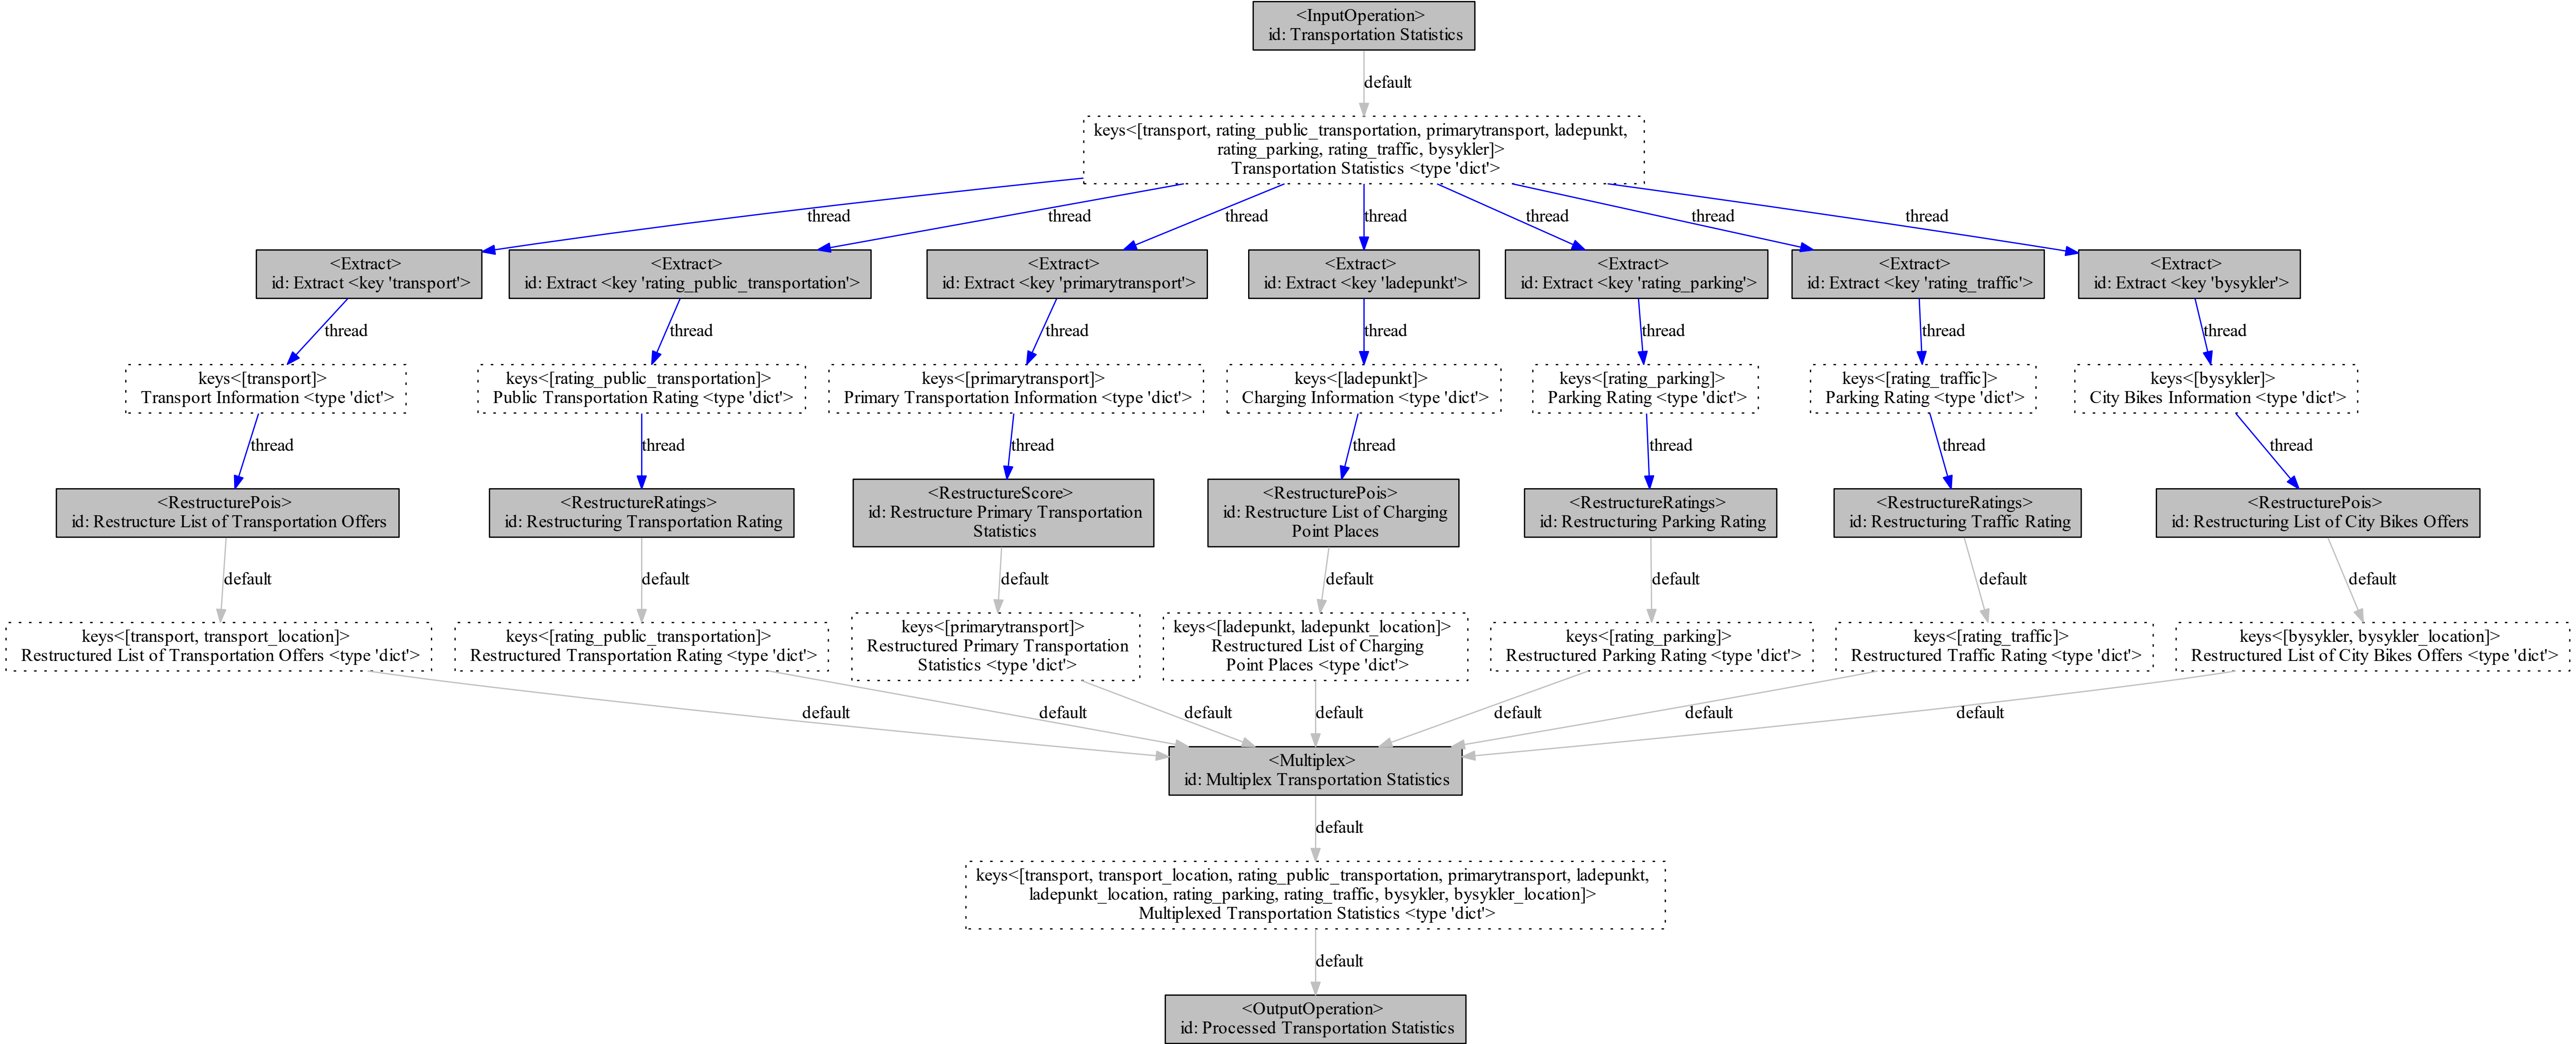 <InputOperation>
id: Transportation Statistics
default
keys<[transport, rating_public_transportation, primarytransport, ladepunkt,
rating_parking, rating_traffic, bysykler]>
Transportation Statistics <type 'dict'>
thread
thread
thread
thread
thread
thread
thread
<Extract>
id: Extract <key 'transport'>
<Extract>
id: Extract <key 'rating_public_transportation'>
<Extract>
id: Extract <key 'primarytransport'>
<Extract>
id: Extract <key 'ladepunkt'>
<Extract>
id: Extract <key 'rating_parking'>
<Extract>
id: Extract <key 'rating_traffic'>
<Extract>
id: Extract <key 'bysykler'>
thread
thread
thread
thread
thread
thread
thread
keys<[transport]>
Transport Information <type 'dict'>
keys<[rating_public_transportation]>
Public Transportation Rating <type 'dict'>
keys<[primarytransport]>
Primary Transportation Information <type 'dict'>
keys<[ladepunkt]>
Charging Information <type 'dict'>
keys<[rating_parking]>
Parking Rating <type 'dict'>
keys<[rating_traffic]>
Parking Rating <type 'dict'>
keys<[bysykler]>
City Bikes Information <type 'dict'>
thread
thread
thread
thread
thread
thread
thread
<RestructurePois>
id: Restructure List of Transportation Offers
<RestructureRatings>
id: Restructuring Transportation Rating
<RestructureScore>
id: Restructure Primary Transportation
Statistics
<RestructurePois>
id: Restructure List of Charging
Point Places
<RestructureRatings>
id: Restructuring Parking Rating
<RestructureRatings>
id: Restructuring Traffic Rating
<RestructurePois>
id: Restructuring List of City Bikes Offers
default
default
default
default
default
default
default
keys<[transport, transport_location]>
Restructured List of Transportation Offers <type 'dict'>
keys<[rating_public_transportation]>
Restructured Transportation Rating <type 'dict'>
keys<[primarytransport]>
Restructured Primary Transportation
Statistics <type 'dict'>
keys<[ladepunkt, ladepunkt_location]>
Restructured List of Charging
Point Places <type 'dict'>
keys<[rating_parking]>
Restructured Parking Rating <type 'dict'>
keys<[rating_traffic]>
Restructured Traffic Rating <type 'dict'>
keys<[bysykler, bysykler_location]>
Restructured List of City Bikes Offers <type 'dict'>
default
default
default
default
default
default
default
<Multiplex>
id: Multiplex Transportation Statistics
default
keys<[transport, transport_location, rating_public_transportation, primarytransport, ladepunkt,
ladepunkt_location, rating_parking, rating_traffic, bysykler, bysykler_location]>
Multiplexed Transportation Statistics <type 'dict'>
default
<OutputOperation>
id: Processed Transportation Statistics